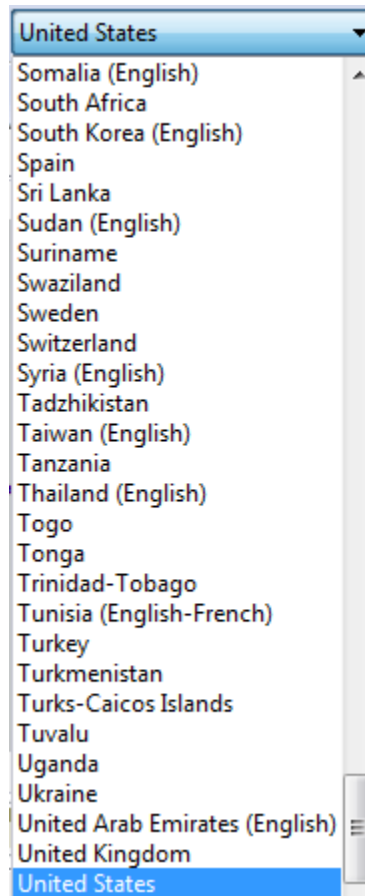 United States
Somalia (English)
South Africa
South Korea (English)
Spain
Sri Lanka
Sudan (English)
Suriname
Swaziland
Sweden
Switzerland
Syria (English)
Tadzhikistan
Taiwan (English)
Tanzania
Thailand (English)
Togo
Tonga
Trinidad-Tobago
Tunisia (English-French)
Turkey
Turkmenistan
Turks-Caicos Islands
Tuvalu
Uganda
Ukraine
United Arab Emirates (English)
United Kingdom
United States